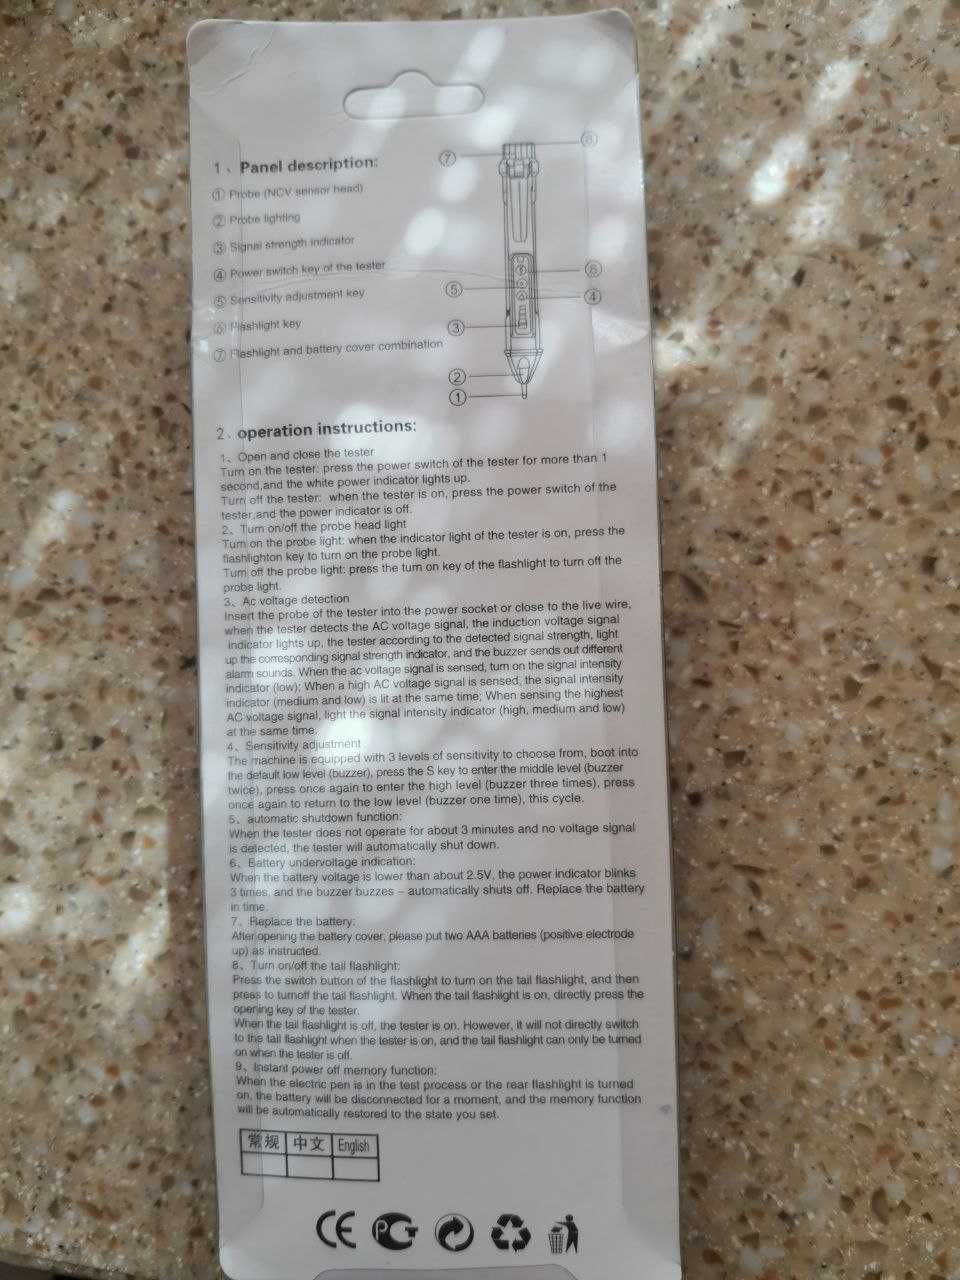 1、Panel description:
① Probe (NCV sensor head)
② Probe lighting
③ Signal strength indicator
④ Power switch key of the tester
⑤ Sensitivity adjustment key
⑥ Flashlight key
⑦ Flashlight and battery cover combination
⑦
⑧
⑥
⑤
④
③
②
①
2、operation instructions:
1、Open and close the tester
Turn on the tester: press the power switch of the tester for more than 1
second,and the white power indicator lights up.
Turn off the tester: when the tester is on, press the power switch of the
tester,and the power indicator is off.
2、Turn on/off the probe head light
Turn on the probe light: when the indicator light of the tester is on, press the
flashlighton key to turn on the probe light.
Turn off the probe light: press the turn on key of the flashlight to turn off the
probe light.
3、Ac voltage detection
Insert the probe of the tester into the power socket or close to the live wire,
when the tester detects the AC voltage signal, the induction voltage signal
indicator lights up, the tester according to the detected signal strength, light
up the corresponding signal strength indicator, and the buzzer sends out different
alarm sounds. When the ac voltage signal is sensed, turn on the signal intensity
indicator (low); When a high AC voltage signal is sensed, the signal intensity
indicator (medium and low) is lit at the same time; When sensing the highest
AC voltage signal, light the signal intensity indicator (high, medium and low)
at the same time.
4、Sensitivity adjustment
The machine is equipped with 3 levels of sensitivity to choose from, boot into
the default low level (buzzer), press the S key to enter the middle level (buzzer
twice), press once again to enter the high level (buzzer three times), press
once again to return to the low level (buzzer one time), this cycle.
5、automatic shutdown function:
When the tester does not operate for about 3 minutes and no voltage signal
is detected, the tester will automatically shut down.
6、Battery undervoltage indication:
When the battery voltage is lower than about 2.5V, the power indicator blinks
3 times, and the buzzer buzzes – automatically shuts off. Replace the battery
in time.
7、Replace the battery:
After opening the battery cover, please put two AAA batteries (positive electrode
up) as instructed.
8、Turn on/off the tail flashlight:
Press the switch button of the flashlight to turn on the tail flashlight, and then
press to turnoff the tail flashlight. When the tail flashlight is on, directly press the
opening key of the tester.
When the tail flashlight is off, the tester is on. However, it will not directly switch
to the tail flashlight when the tester is on, and the tail flashlight can only be turned
on when the tester is off.
9、Instant power off memory function:
When the electric pen is in the test process or the rear flashlight is turned
on, the battery will be disconnected for a moment, and the memory function
will be automatically restored to the state you set.
常规 中文 English
CE PCT